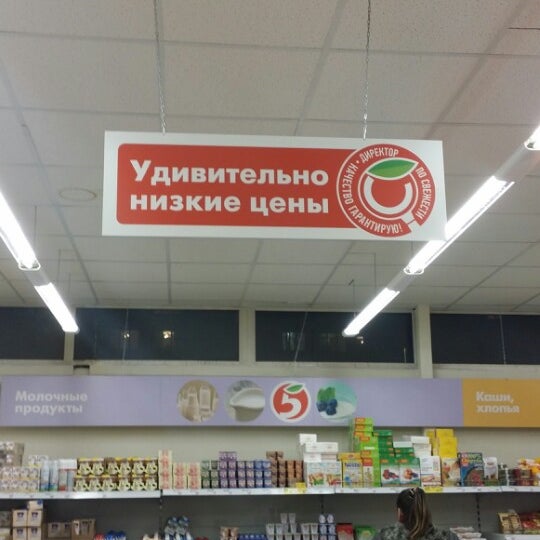 Удивительно
низкие цены
ДИРЕКТОР ПО СВЕЖЕСТИ
• КАЧЕСТВО ГАРАНТИРУЮ!
Молочные
продукты
5
Каши,
хлопья